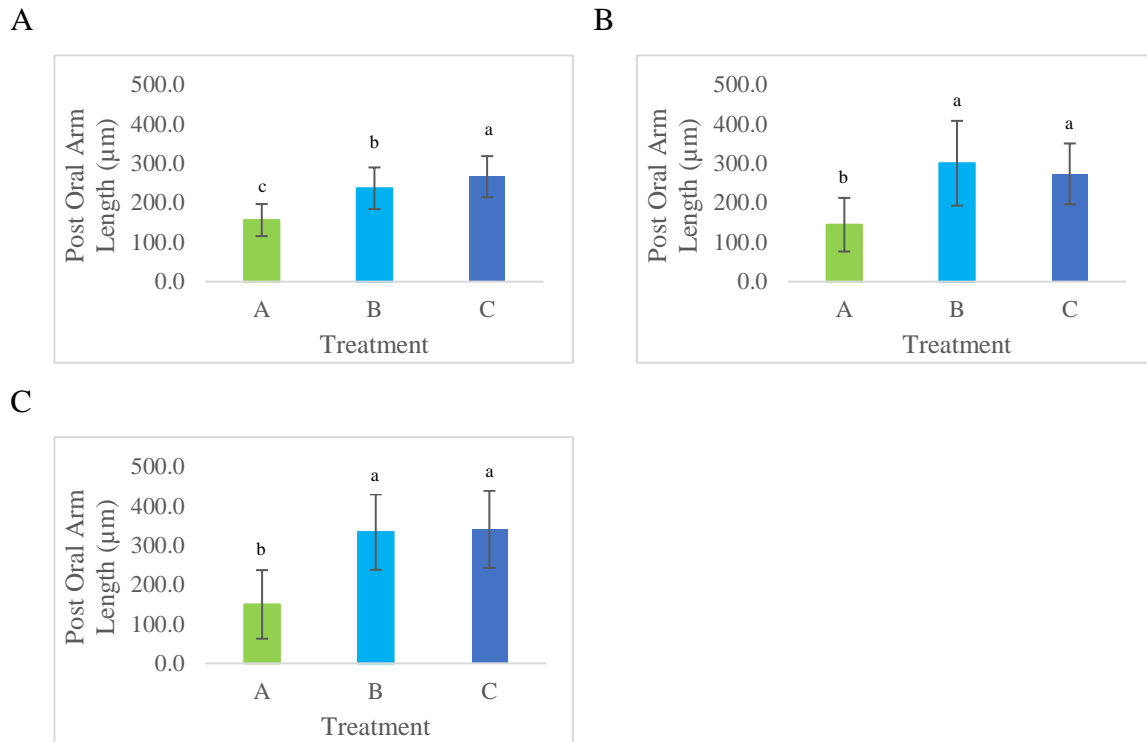 A
Post Oral Arm
Length (µm)
500.0
400.0
300.0
200.0
100.0
0.0
c
b
a
A
B
C
Treatment
B
Post Oral Arm
Length (µm)
500.0
400.0
300.0
200.0
100.0
0.0
b
a
a
A
B
C
Treatment
C
Post Oral Arm
Length (µm)
500.0
400.0
300.0
200.0
100.0
0.0
b
a
a
A
B
C
Treatment